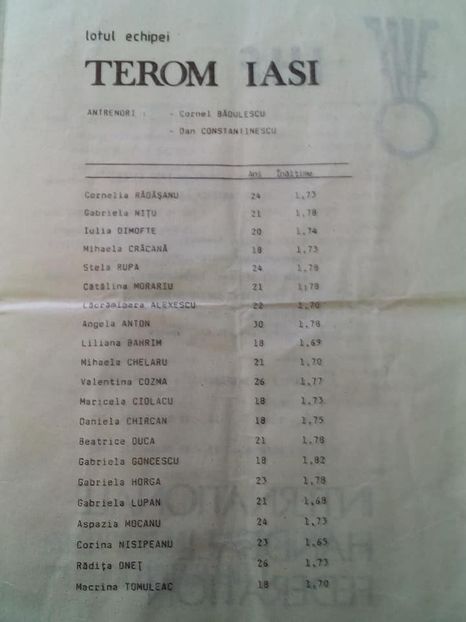 lotul echipei
TEROM IASI
ANTRENORI : - Cornel BĂDULESCU
- Dan CONSTANTINESCU
Ani Înălţime
Cornelia RĂDĂŞANU 24 1,73
Gabriela NIŢU 21 1,78
Iulia DIMOFTE 20 1,74
Mihaela CRĂCANĂ 18 1,73
Stela RUPA 24 1,78
Cătălina MORARIU 21 1,78
Lăcrămioara ALEXESCU 22 1,70
Angela ANTON 30 1,78
Liliana BAHRIM 18 1,69
Mihaela CHELARU 21 1,70
Valentina COZMA 26 1,77
Maricela CIOLACU 18 1,73
Daniela CHIRCAN 18 1,75
Beatrice DUCA 21 1,78
Gabriela GONCESCU 18 1,82
Gabriela HORGA 23 1,78
Gabriela LUPAN 21 1,68
Aspazia MOCANU 24 1,73
Corina NISIPEANU 23 1,65
Rădiţa ONEŢ 26 1,73
Macrina TOMULEAC 18 1,70